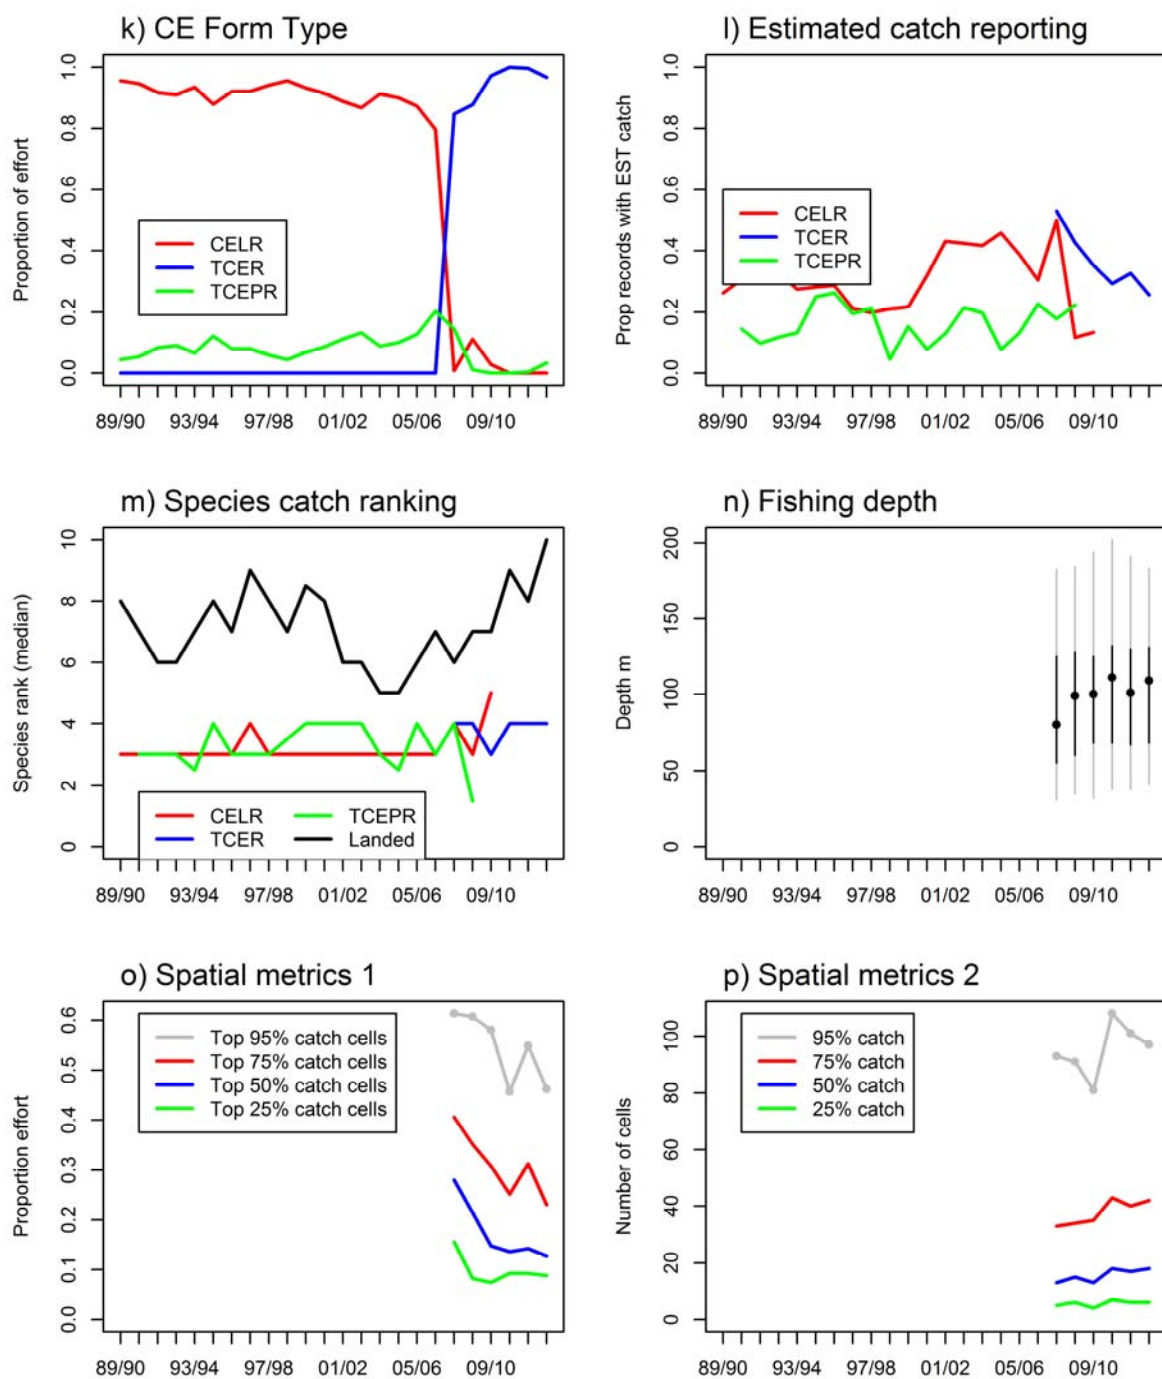 k) CE Form Type
Proportion of effort
1.0
0.8
0.6
0.4
0.2
0.0
CELR
TCER
TCEPR
89/90 93/94 97/98 01/02 05/06 09/10
l) Estimated catch reporting
Prop records with EST catch
1.0
0.8
0.6
0.4
0.2
0.0
CELR
TCER
TCEPR
89/90 93/94 97/98 01/02 05/06 09/10
m) Species catch ranking
Species rank (median)
10
8
6
4
2
0
CELR TCEPR
TCER Landed
89/90 93/94 97/98 01/02 05/06 09/10
n) Fishing depth
Depth m
200
150
100
50
0
89/90 93/94 97/98 01/02 05/06 09/10
o) Spatial metrics 1
Proportion effort
0.6
0.5
0.4
0.3
0.2
0.1
0.0
Top 95% catch cells
Top 75% catch cells
Top 50% catch cells
Top 25% catch cells
89/90 93/94 97/98 01/02 05/06 09/10
p) Spatial metrics 2
Number of cells
100
80
60
40
20
0
95% catch
75% catch
50% catch
25% catch
89/90 93/94 97/98 01/02 05/06 09/10